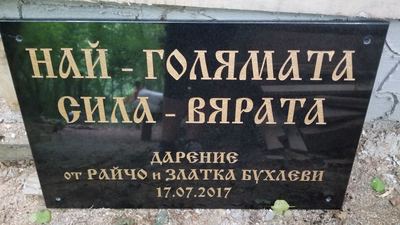 НАЙ - ГОЛЯМАТА
СИЛА - ВЯРАТА
ДАРЕНИЕ
от РАЙЧО и ЗЛАТКА БУХЛЕВИ
17.07.2017